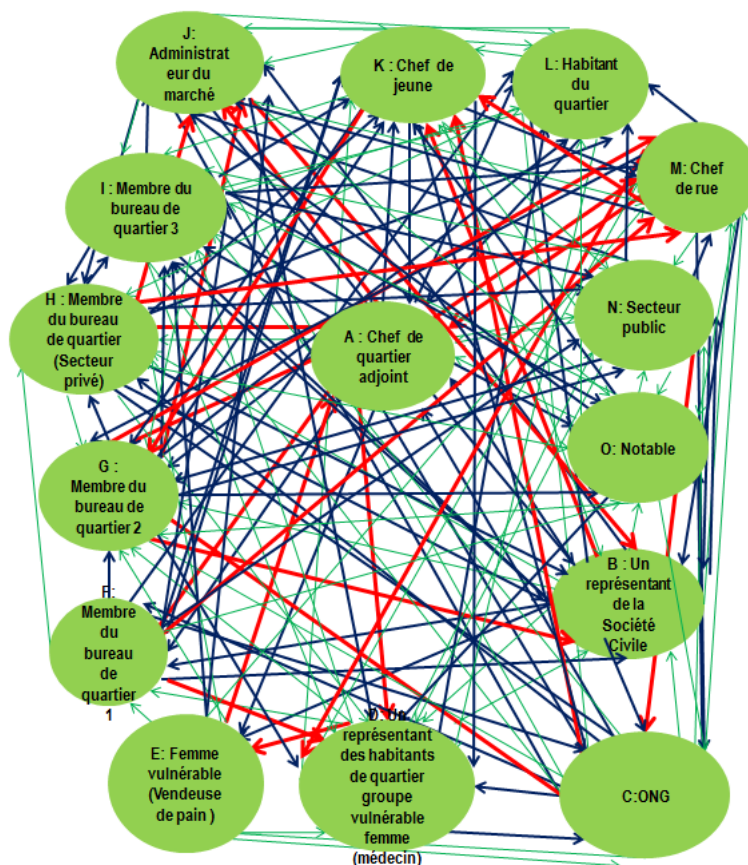 J:
Administrat
eur du
marché
K : Chef de
jeune
L: Habitant
du
quartier
M: Chef
de rue
I : Membre du
bureau de
quartier 3
H : Membre
du bureau
de quartier
(Secteur
privé)
A : Chef de
quartier
adjoint
N: Secteur
public
O: Notable
G :
Membre du
bureau de
quartier 2
B : Un
représentant
de la
Société
Civile
F:
Membre
du
bureau
de
quartier
1
E: Femme
vulnérable
(Vendeuse
de pain )
D: Un
représentant
des habitants
de quartier
groupe
vulnérable
femme
(médecin)
C:ONG